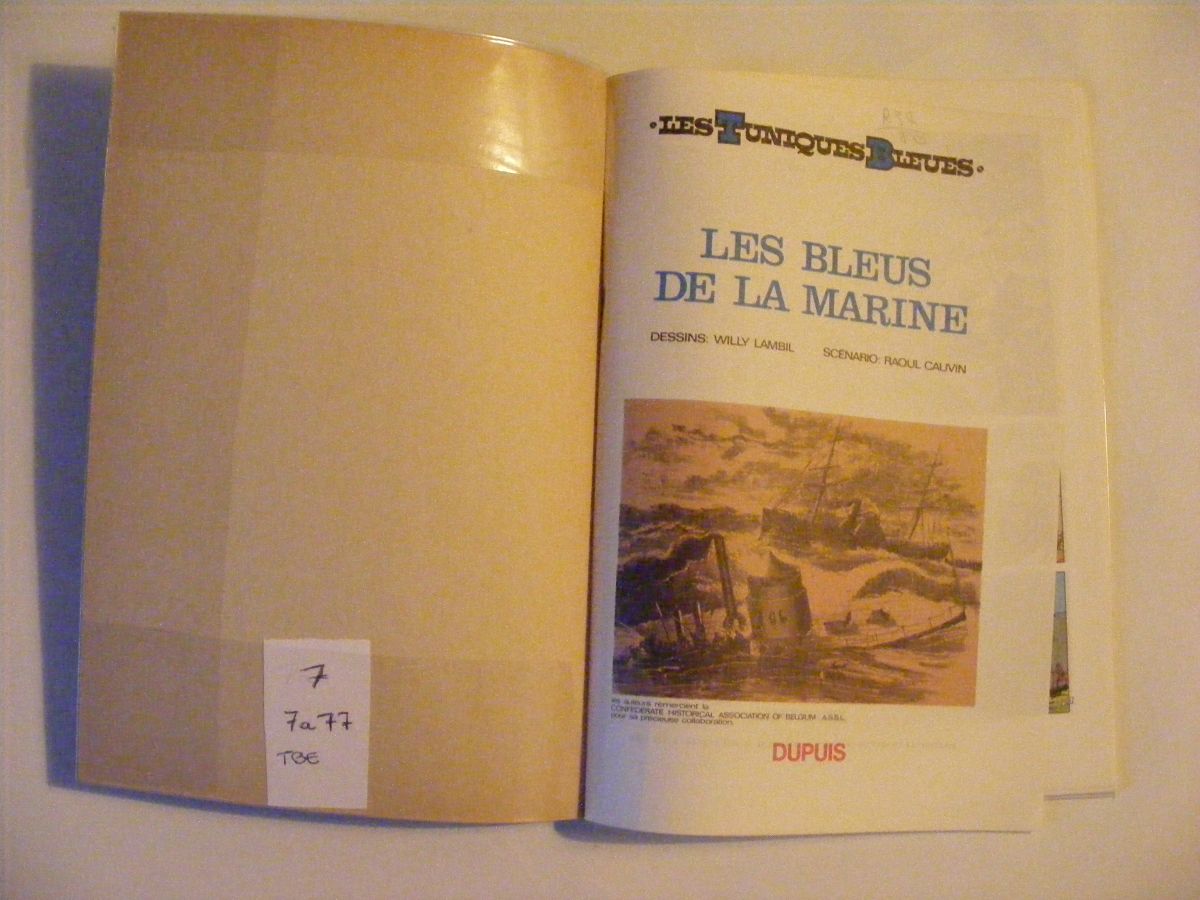 7
7a77
TBE
• LES TUNIQUES BLEUES •
LES BLEUS
DE LA MARINE
DESSINS: WILLY LAMBIL SCÉNARIO: RAOUL CAUVIN
les auteurs remercient la
CONFEDERATE HISTORICAL ASSOCIATION OF BELGIUM A.S.B.L.
pour sa précieuse collaboration.
DUPUIS